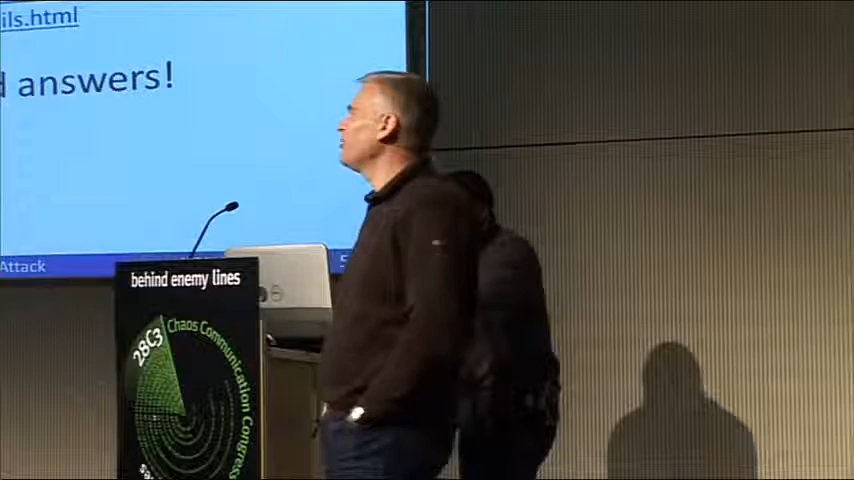 ils.html
answers!
Attack
behind enemy lines
28C3
Chaos Communication Congress